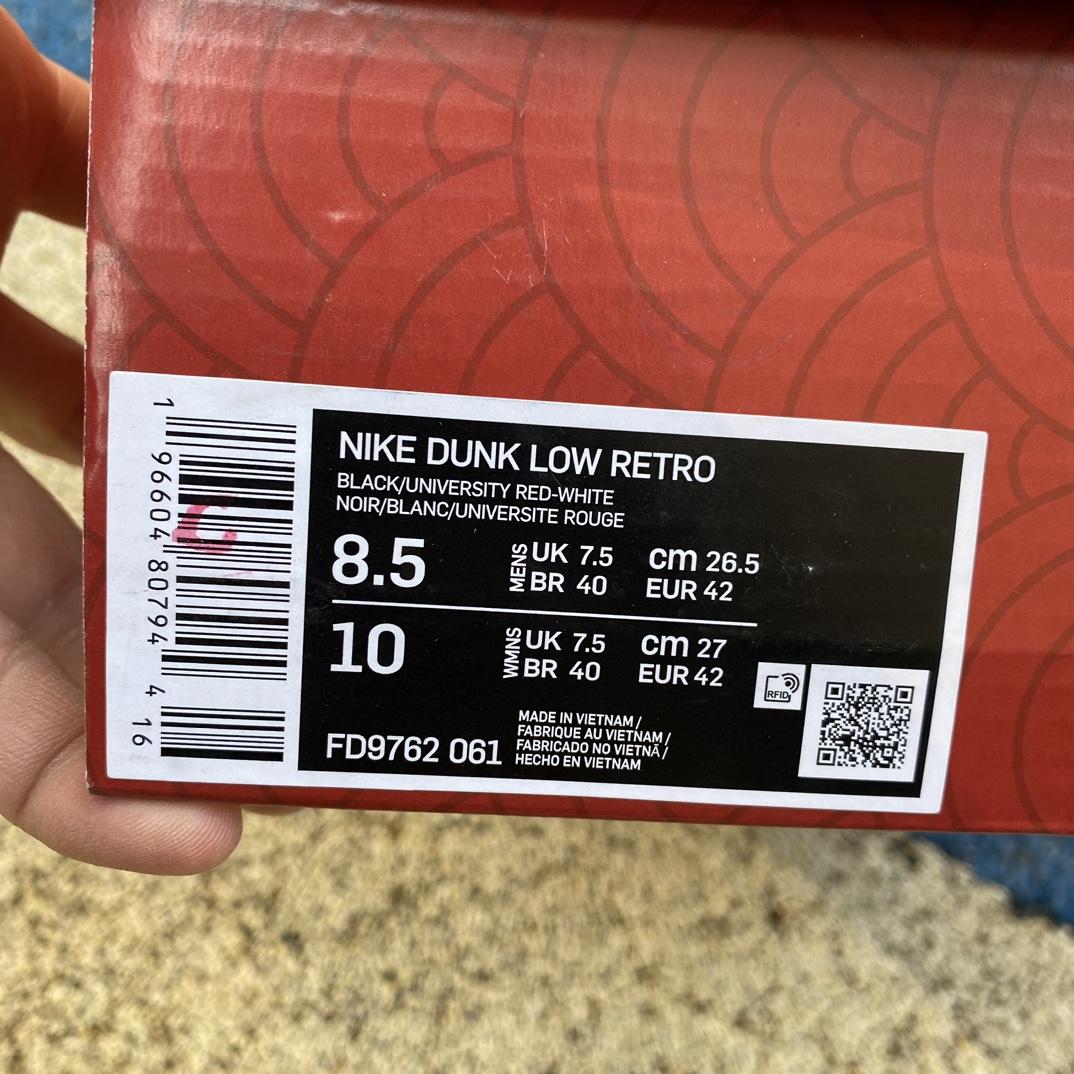 NIKE DUNK LOW RETRO
BLACK/UNIVERSITY RED-WHITE
NOIR/BLANC/UNIVERSITE ROUGE
8.5 MENS UK 7.5 cm 26.5
BR 40 EUR 42
10 WMNS UK 7.5 cm 27
BR 40 EUR 42
RFID
FD9762 061
MADE IN VIETNAM /
FABRIQUE AU VIETNAM /
FABRICADO NO VIETNÃ /
HECHO EN VIETNAM
1 96604 80794 4 16